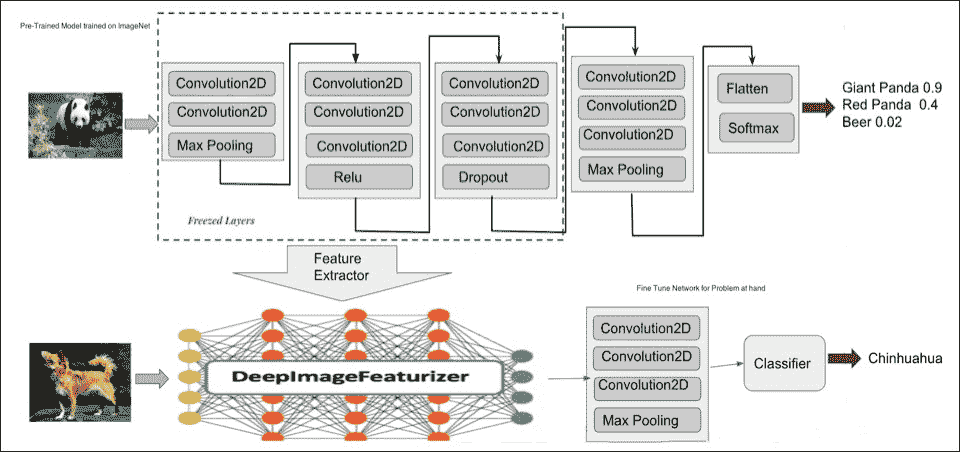 Pre-Trained Model trained on ImageNet
Convolution2D
Convolution2D
Max Pooling
Convolution2D
Convolution2D
Convolution2D
Relu
Convolution2D
Convolution2D
Convolution2D
Dropout
Convolution2D
Convolution2D
Convolution2D
Max Pooling
Flatten
Softmax
Giant Panda 0.9
Red Panda 0.4
Beer 0.02
Freezed Layers
Feature
Extractor
Fine Tune Network for Problem at hand
DeepImageFeaturizer
Convolution2D
Convolution2D
Convolution2D
Max Pooling
Classifier
Chinhuahua